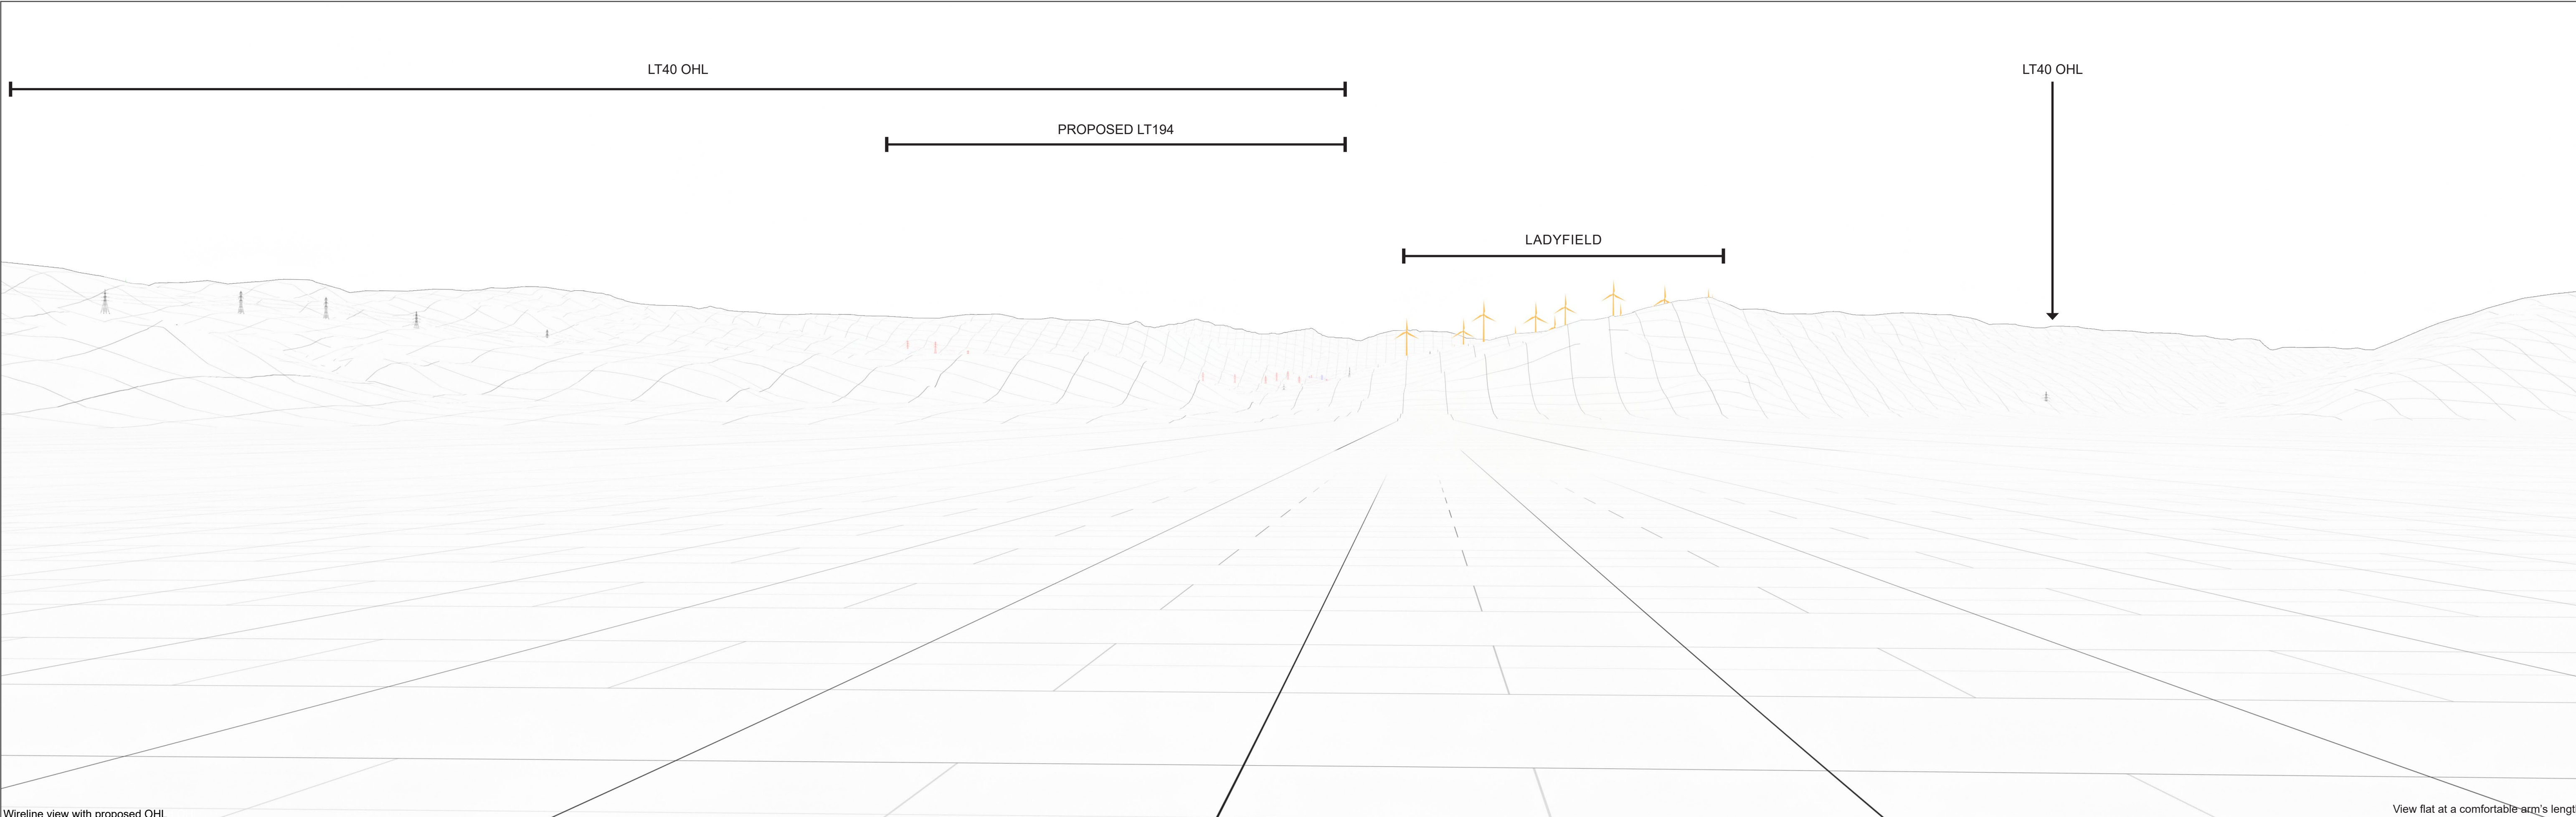 LT40 OHL
LT40 OHL
PROPOSED LT194
LADYFIELD
Wireline view with proposed OHL
View flat at a comfortable arm's lengt